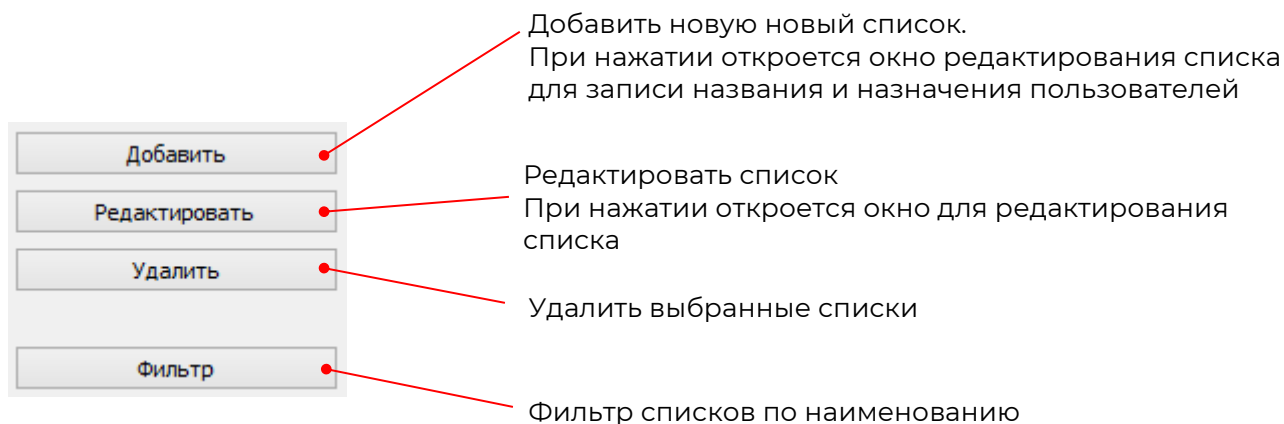 Добавить новую новый список.
При нажатии откроется окно редактирования списка
для записи названия и назначения пользователей
Добавить
Редактировать список
При нажатии откроется окно для редактирования
списка
Редактировать
Удалить
Удалить выбранные списки
Фильтр
Фильтр списков по наименованию